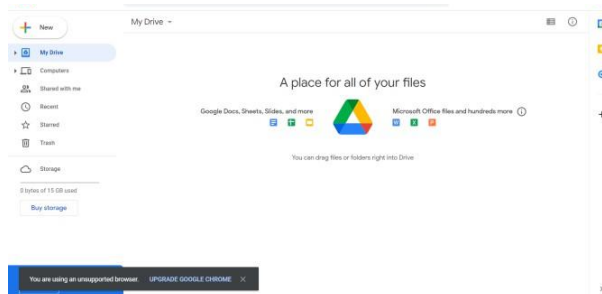 New
My Drive
My Drive
Computers
Shared with me
Recent
Starred
Trash
Storage
0 bytes of 15 GB used
Buy storage
A place for all of your files
Google Docs, Sheets, Slides, and more
Microsoft Office files and hundreds more
W X P
You can drag files or folders right into Drive
You are using an unsupported browser. UPGRADE GOOGLE CHROME